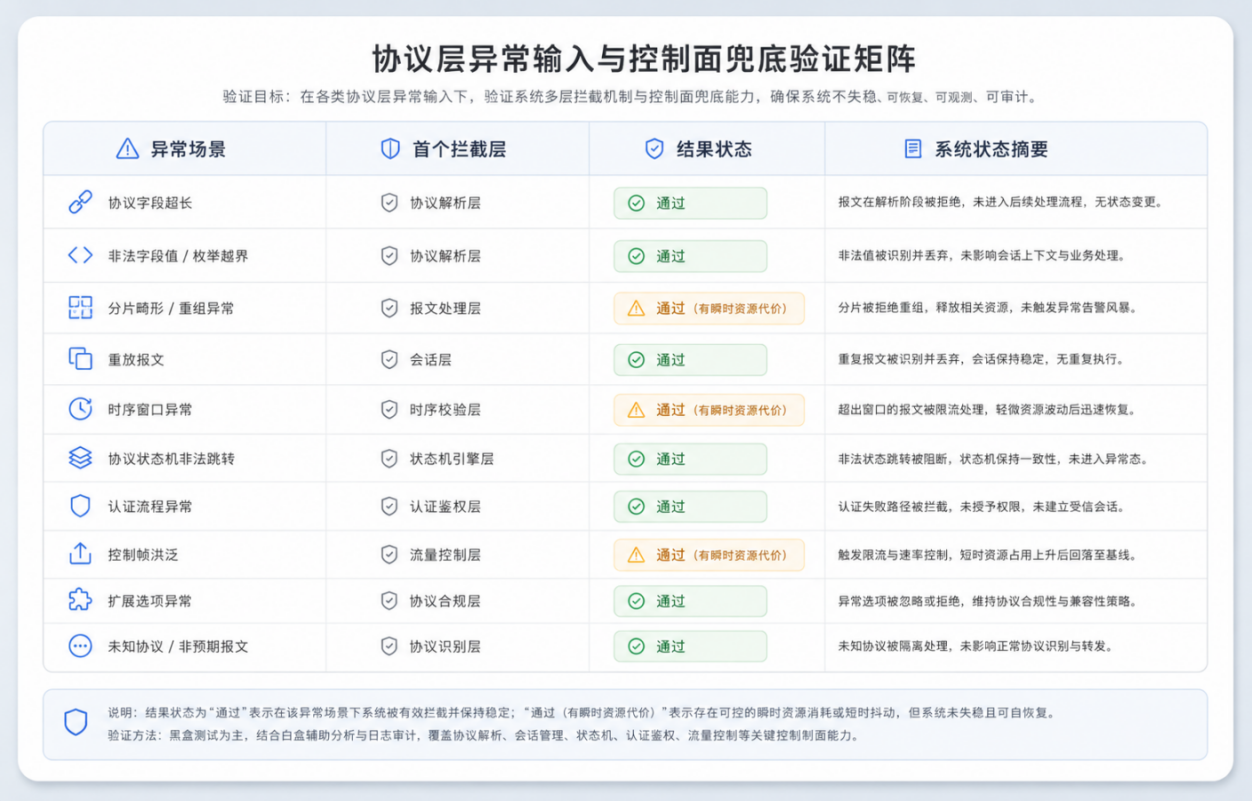 协议层异常输入与控制面兜底验证矩阵
验证目标：在各类协议层异常输入下，验证系统多层拦截机制与控制面兜底能力，确保系统不失稳、可恢复、可观测、可审计。
异常场景 首个拦截层 结果状态 系统状态摘要
协议字段超长 协议解析层 通过 报文在解析阶段被拒绝，未进入后续处理流程，无状态变更。
非法字段值 / 枚举越界 协议解析层 通过 非法值被识别并丢弃，未影响会话上下文与业务处理。
分片畸形 / 重组异常 报文处理层 通过（有瞬时资源代价） 分片被拒绝重组，释放相关资源，未触发异常告警风暴。
重放报文 会话层 通过 重复报文被识别并丢弃，会话保持稳定，无重复执行。
时序窗口异常 时序校验层 通过（有瞬时资源代价） 超出窗口的报文被限流处理，轻微资源波动后迅速恢复。
协议状态机非法跳转 状态机引擎层 通过 非法状态跳转被阻断，状态机保持一致性，未进入异常态。
认证流程异常 认证鉴权层 通过 认证失败路径被拦截，未授予权限，未建立受信会话。
控制帧洪泛 流量控制层 通过（有瞬时资源代价） 触发限流与速率控制，短时资源占用上升后回落至基线。
扩展选项异常 协议合规层 通过 异常选项被忽略或拒绝，维持协议合规性与兼容性策略。
未知协议 / 非预期报文 协议识别层 通过 未知协议被隔离处理，未影响正常协议识别与转发。
说明：结果状态为“通过”表示在该异常场景下系统被有效拦截并保持稳定；“通过（有瞬时资源代价）”表示存在可控的瞬时资源消耗或短时抖动，但系统未失稳且可自恢复。
验证方法：黑盒测试为主，结合白盒辅助分析与日志审计，覆盖协议解析、会话管理、状态机、认证鉴权、流量控制等关键控制制面能力。